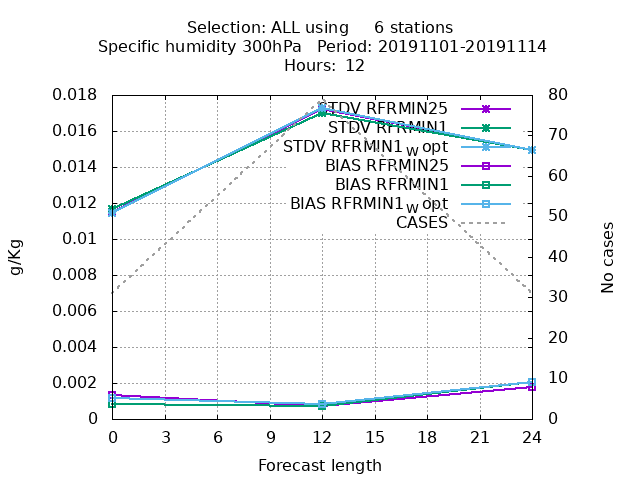 Selection: ALL using 6 stations
Specific humidity 300hPa Period: 20191101-20191114
Hours: 12
0.018
0.016
0.014
0.012
0.01
0.008
0.006
0.004
0.002
0
g/Kg
STDV RFRMIN25
STDV RFRMIN1
STDV RFRMIN1_W opt
BIAS RFRMIN25
BIAS RFRMIN1
BIAS RFRMIN1_W opt
CASES
80
70
60
50
40
30
20
10
0
No cases
0 3 6 9 12 15 18 21 24
Forecast length